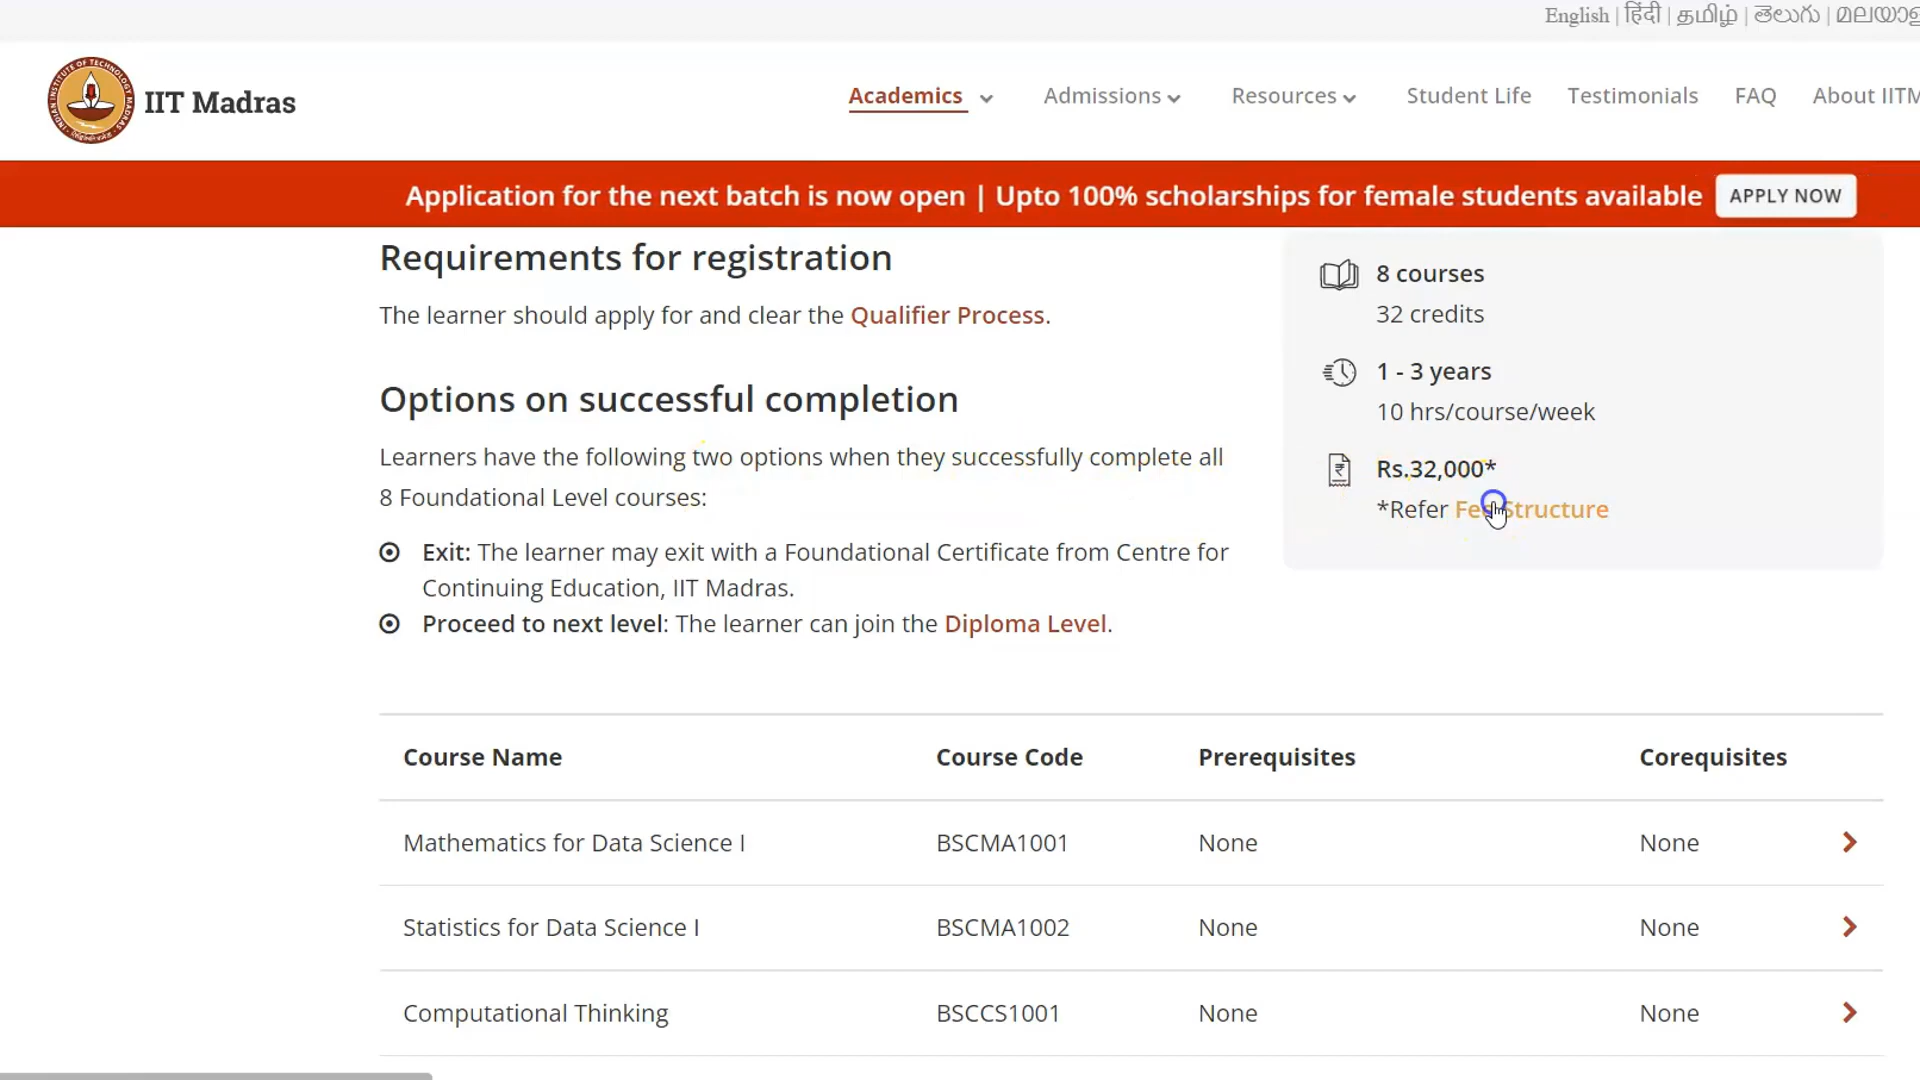 English | हिंदी | தமிழ் | తెలుగు |
IIT Madras
Academics Admissions Resources Student Life Testimonials FAQ About
Application for the next batch is now open | Upto 100% scholarships for female students available APPLY NOW
Requirements for registration
The learner should apply for and clear the Qualifier Process.
Options on successful completion
Learners have the following two options when they successfully complete all
8 Foundational Level courses:
Exit: The learner may exit with a Foundational Certificate from Centre for
Continuing Education, IIT Madras.
Proceed to next level: The learner can join the Diploma Level.
8 courses
32 credits
1 - 3 years
10 hrs/course/week
Rs.32,000*
*Refer Fee Structure
Course Name Course Code Prerequisites Corequisites
Mathematics for Data Science I BSCMA1001 None None
Statistics for Data Science I BSCMA1002 None None
Computational Thinking BSCCS1001 None None